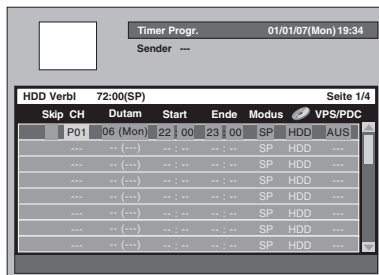 Timer Progr. 01/01/07(Mon) 19:34
Sender ---
HDD Verbl 72:00(SP) Seite 1/4
Skip CH Dutam Start Ende Modus VPS/PDC
P01 06 (Mon) 22 : 00 23 : 00 SP HDD AUS
--- -- (---) -- : -- -- : -- SP HDD ---
--- -- (---) -- : -- -- : -- SP HDD ---
--- -- (---) -- : -- -- : -- SP HDD ---
--- -- (---) -- : -- -- : -- SP HDD ---
--- -- (---) -- : -- -- : -- SP HDD ---
--- -- (---) -- : -- -- : -- SP HDD ---
--- -- (---) -- : -- -- : -- SP HDD ---